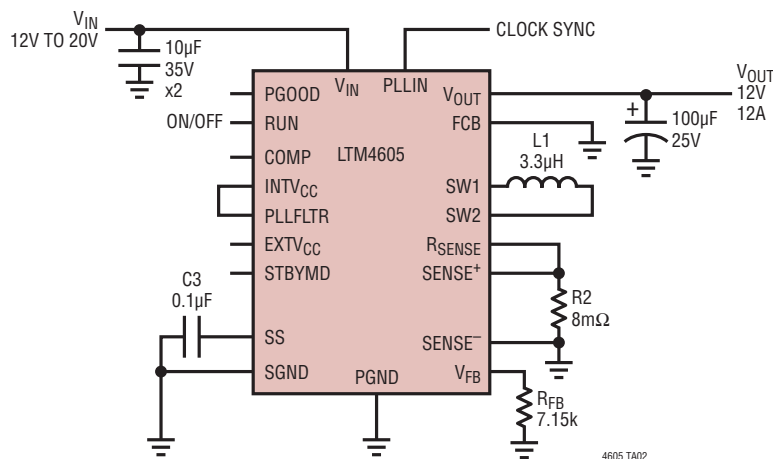 VIN
12V TO 20V
10µF
35V
x2
CLOCK SYNC
VIN
PLLIN
PGOOD
VOUT
VOUT
12V
12A
ON/OFF
RUN
FCB
+
100µF
25V
COMP
LTM4605
L1
3.3µH
INTVCC
SW1
PLLFLTR
SW2
EXTVCC
RSENSE
STBYMD
SENSE+
C3
0.1µF
R2
8mΩ
SS
SENSE–
SGND
PGND
VFB
RFB
7.15k
4605 TA02